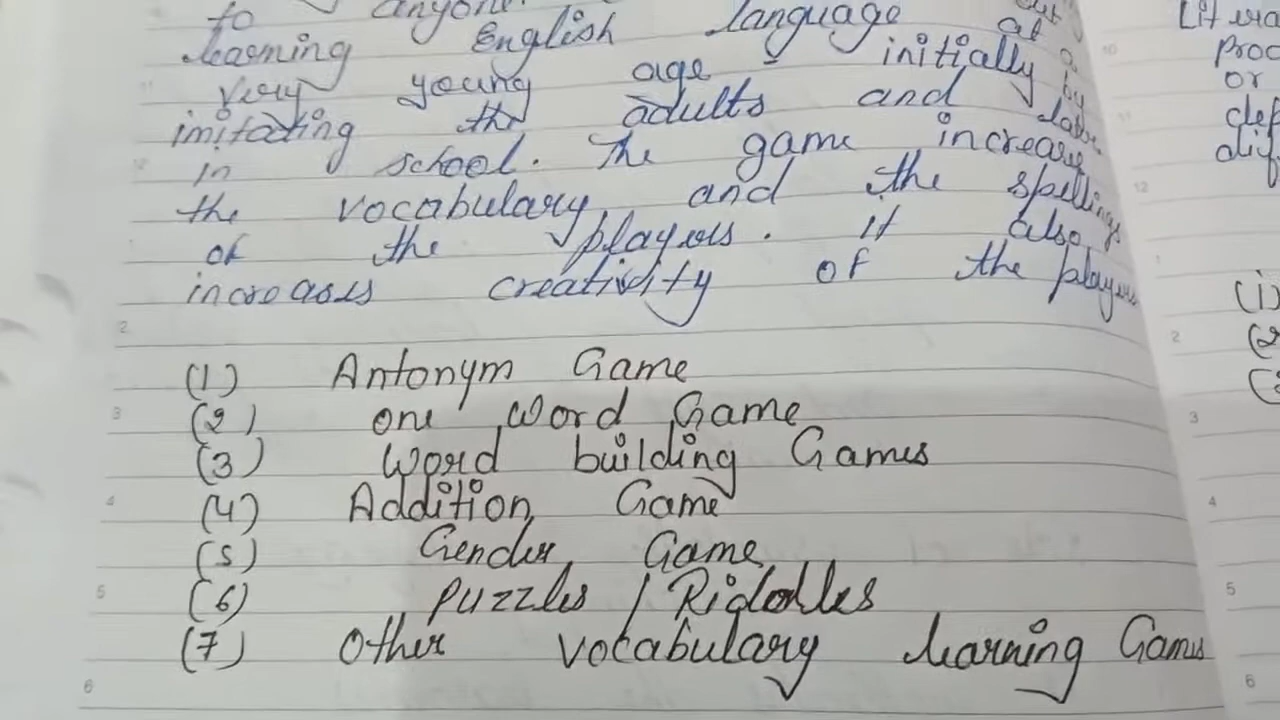 to anyone
learning English language at a
very young age initially by
imitating the adults and later
in school. The game increases
the vocabulary and the spellings
of the players. It also
increases creativity of the players
(1) Antonym Game
(2) one word Game
(3) Word building Games
(4) Addition Game
(5) Gender Game
(6) Puzzles / Riddles
(7) Other vocabulary learning Games
(i)
or